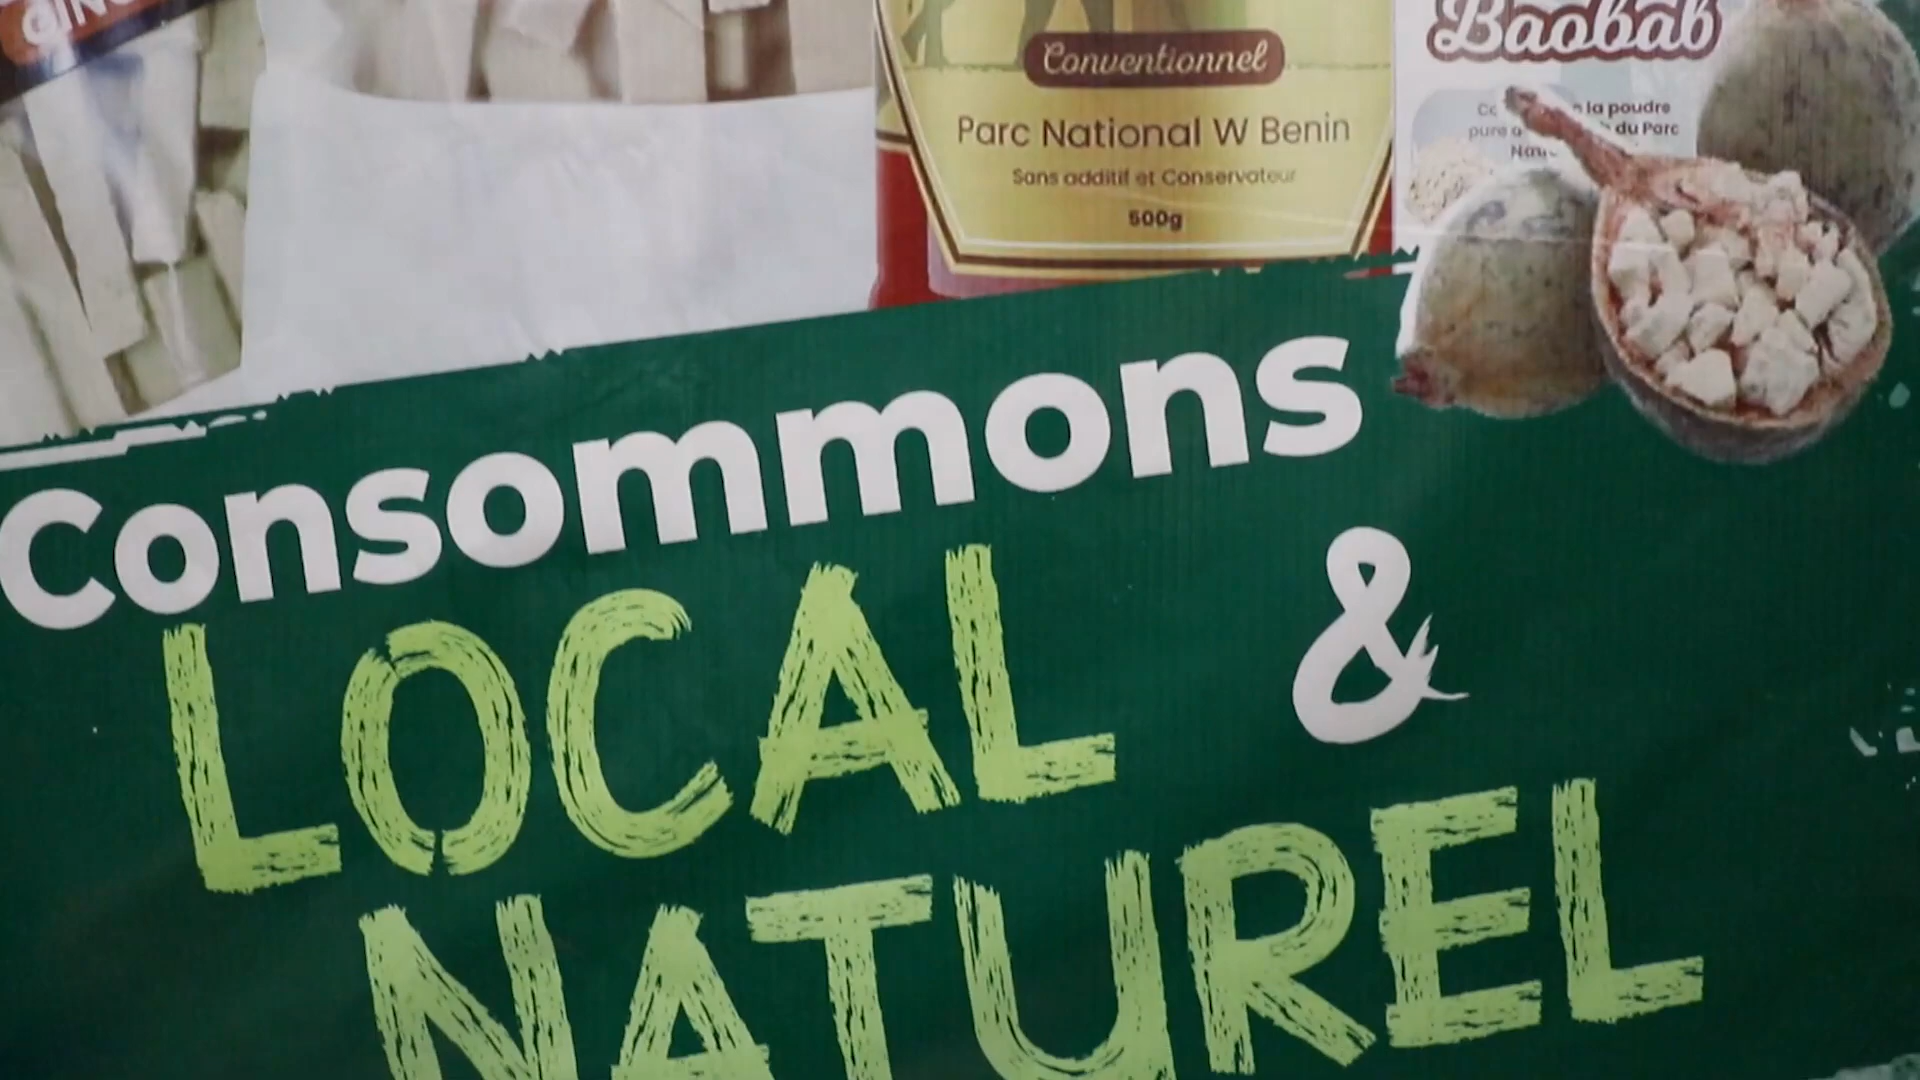 Conventionnel
Parc National W Benin
Sans additif et Conservateur
500g
Baobab
la poudre
du Parc
Consommons
LOCAL &
NATUREL